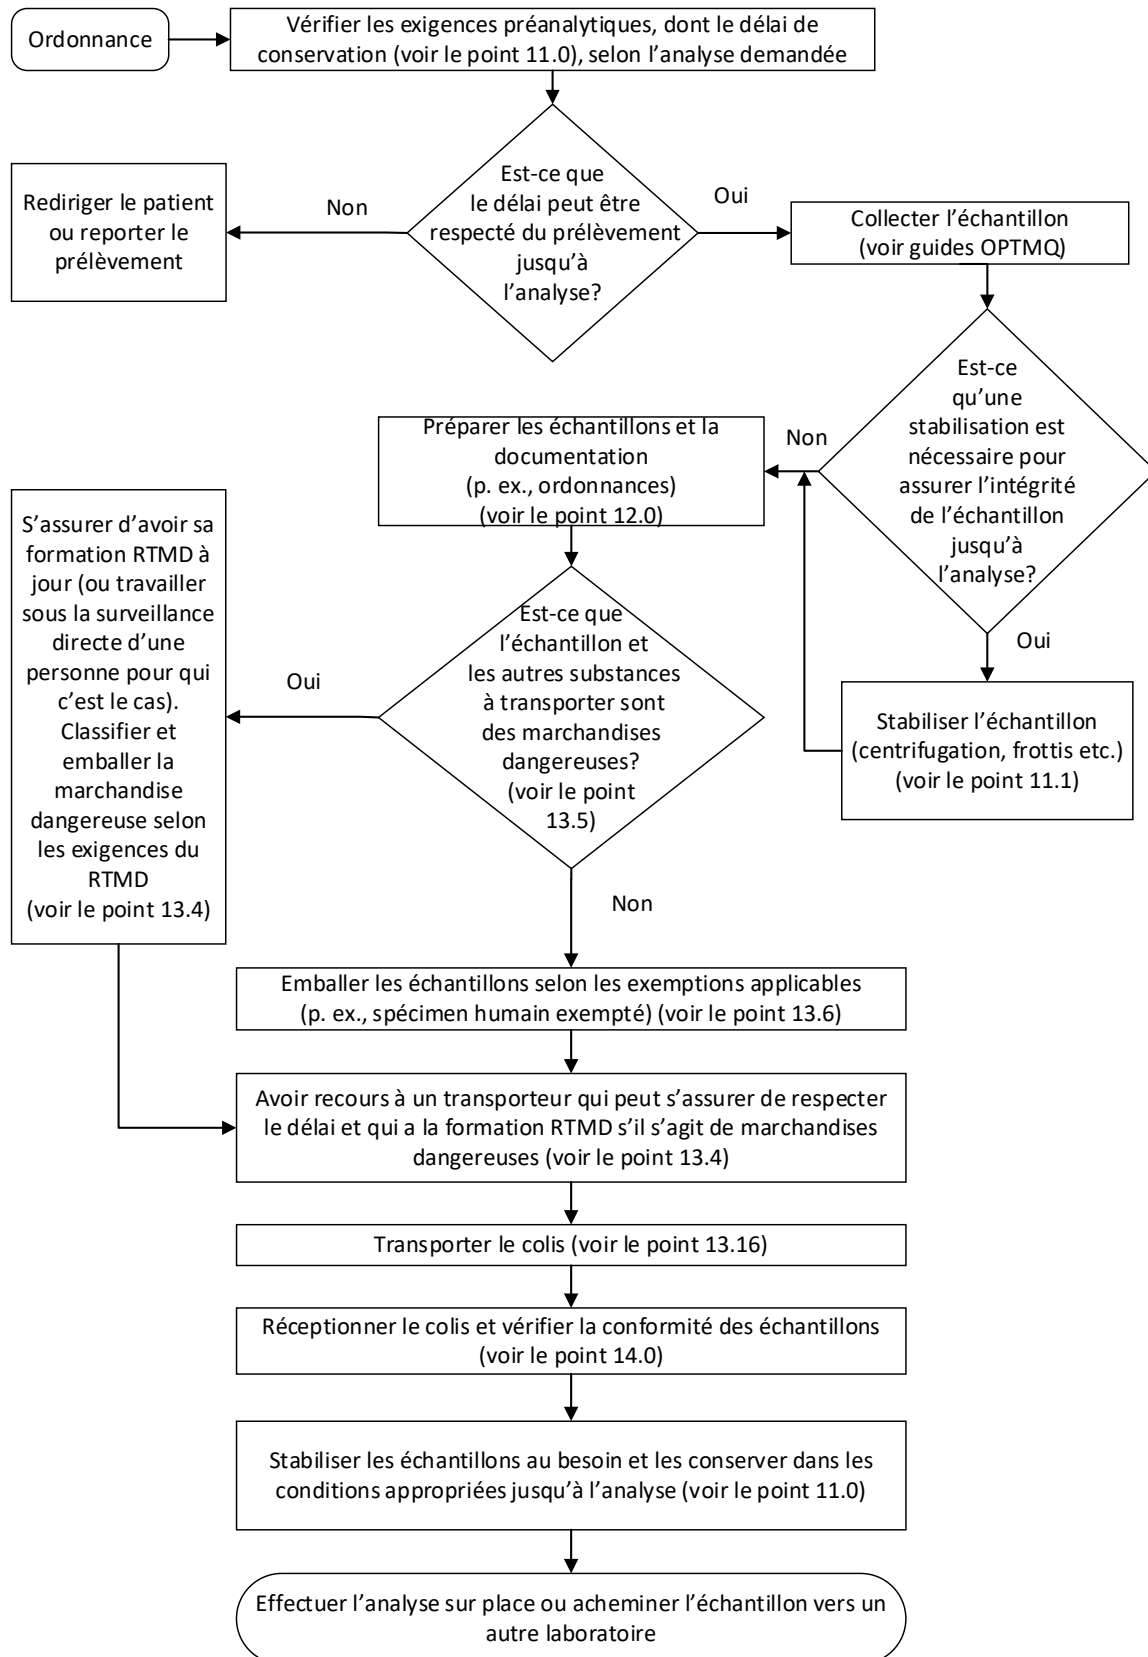 Ordonnance
Vérifier les exigences préanalytiques, dont le délai de
conservation (voir le point 11.0), selon l’analyse demandée
Est-ce que
le délai peut être
respecté du prélèvement
jusqu’à
l’analyse?
Non
Oui
Rediriger le patient
ou reporter le
prélèvement
Collecter l’échantillon
(voir guides OPTMQ)
Est-ce
qu’une
stabilisation est
nécessaire pour
assurer l’intégrité
de l’échantillon
jusqu’à
l’analyse?
Non
Oui
Préparer les échantillons et la
documentation
(p. ex., ordonnances)
(voir le point 12.0)
Stabiliser l’échantillon
(centrifugation, frottis etc.)
(voir le point 11.1)
Est-ce que
l’échantillon et
les autres substances
à transporter sont
des marchandises
dangereuses?
(voir le point
13.5)
Oui
Non
S’assurer d’avoir sa
formation RTMD à
jour (ou travailler
sous la surveillance
directe d’une
personne pour qui
c’est le cas).
Classifier et
emballer la
marchandise
dangereuse selon
les exigences du
RTMD
(voir le point 13.4)
Emballer les échantillons selon les exemptions applicables
(p. ex., spécimen humain exempté) (voir le point 13.6)
Avoir recours à un transporteur qui peut s’assurer de respecter
le délai et qui a la formation RTMD s’il s’agit de marchandises
dangereuses (voir le point 13.4)
Transporter le colis (voir le point 13.16)
Réceptionner le colis et vérifier la conformité des échantillons
(voir le point 14.0)
Stabiliser les échantillons au besoin et les conserver dans les
conditions appropriées jusqu’à l’analyse (voir le point 11.0)
Effectuer l’analyse sur place ou acheminer l’échantillon vers un
autre laboratoire